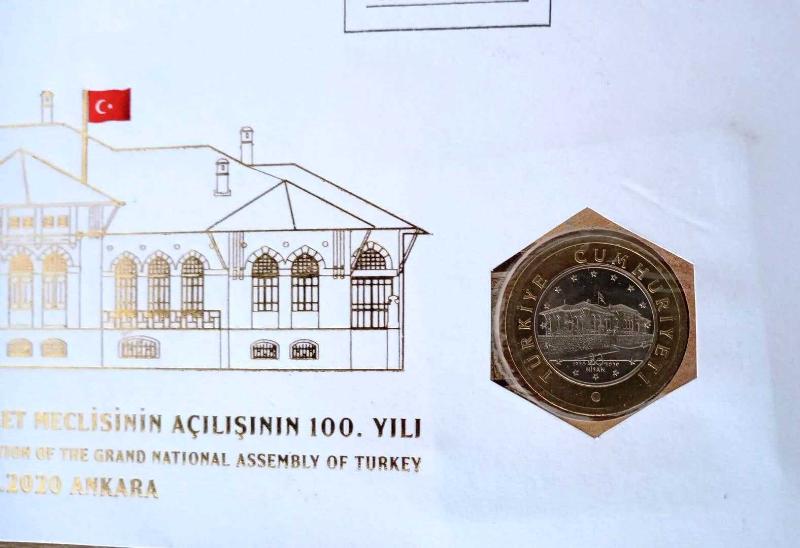 TÜRKİYE CUMHURİYETİ
23
NİSAN
ET MECLİSİNİN AÇILIŞININ 100. YILI
TION OF THE GRAND NATIONAL ASSEMBLY OF TURKEY
.2020 ANKARA